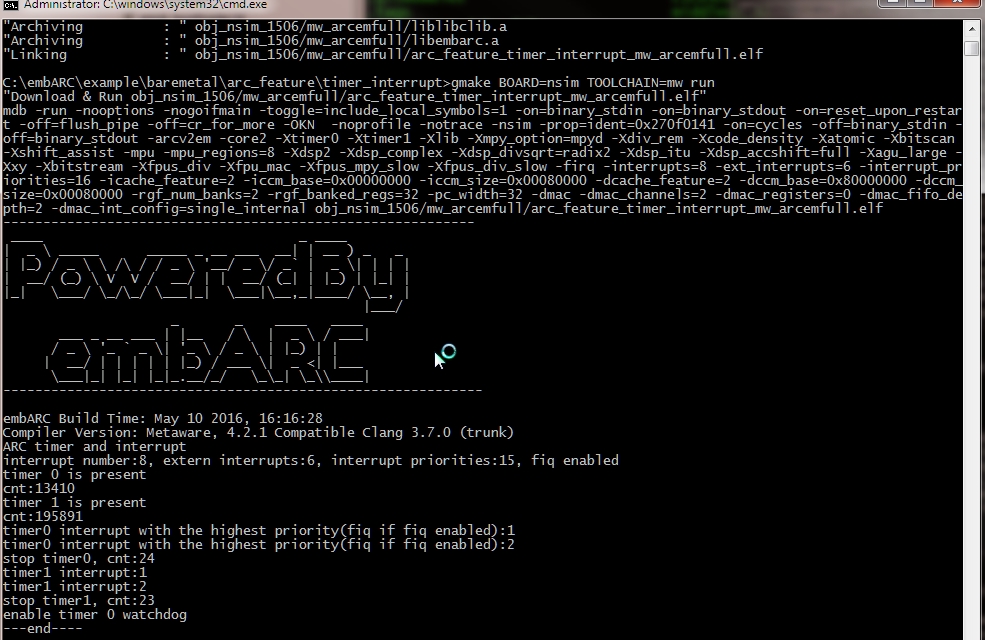 Administrator: C:\windows\system32\cmd.exe
"Archiving          : " obj_nsim_1506/mw_arcemfull/liblibclib.a
"Archiving          : " obj_nsim_1506/mw_arcemfull/libembarc.a
"Linking            : " obj_nsim_1506/mw_arcemfull/arc_feature_timer_interrupt_mw_arcemfull.elf
C:\embARC\example\baremetal\arc_feature\timer_interrupt>gmake BOARD=nsim TOOLCHAIN=mw run
"Download & Run obj_nsim_1506/mw_arcemfull/arc_feature_timer_interrupt_mw_arcemfull.elf"
mdb -run -nooptions -nogoifmain -toggle=include_local_symbols=1 -on=binary_stdin -on=binary_stdout -on=reset_upon_restar
t -off=flush_pipe -off=cr_for_more -OKN  -noprofile -notrace -nsim -prop=ident=0x270f0141 -on=cycles -off=binary_stdin -
off=binary_stdout -arcv2em -core2 -Xtimer0 -Xtimer1 -Xlib -Xmpy_option=mpyd -Xdiv_rem -Xcode_density -Xatomic -Xbitscan
-Xshift_assist -mpu -mpu_regions=8 -Xdsp2 -Xdsp_complex -Xdsp_divsqrt=radix2 -Xdsp_itu -Xdsp_accshift=full -Xagu_large -
Xxy -Xbitstream -Xfpus_div -Xfpu_mac -Xfpus_mpy_slow -Xfpus_div_slow -firq -interrupts=8 -ext_interrupts=6 -interrupt_pr
iorities=16 -icache_feature=2 -iccm_base=0x00000000 -iccm_size=0x00080000 -dcache_feature=2 -dccm_base=0x80000000 -dccm_
size=0x00080000 -rgf_num_banks=2 -rgf_banked_regs=32 -pc_width=32 -dmac -dmac_channels=2 -dmac_registers=0 -dmac_fifo_de
pth=2 -dmac_int_config=single_internal obj_nsim_1506/mw_arcemfull/arc_feature_timer_interrupt_mw_arcemfull.elf
PoweredBy
embARC
embARC Build Time: May 10 2016, 16:16:28
Compiler Version: Metaware, 4.2.1 Compatible Clang 3.7.0 (trunk)
ARC timer and interrupt
interrupt number:8, extern interrupts:6, interrupt priorities:15, fiq enabled
timer 0 is present
cnt:13410
timer 1 is present
cnt:195891
timer0 interrupt with the highest priority(fiq if fiq enabled):1
timer0 interrupt with the highest priority(fiq if fiq enabled):2
stop timer0, cnt:24
timer1 interrupt:1
timer1 interrupt:2
stop timer1, cnt:23
enable timer 0 watchdog
---end----